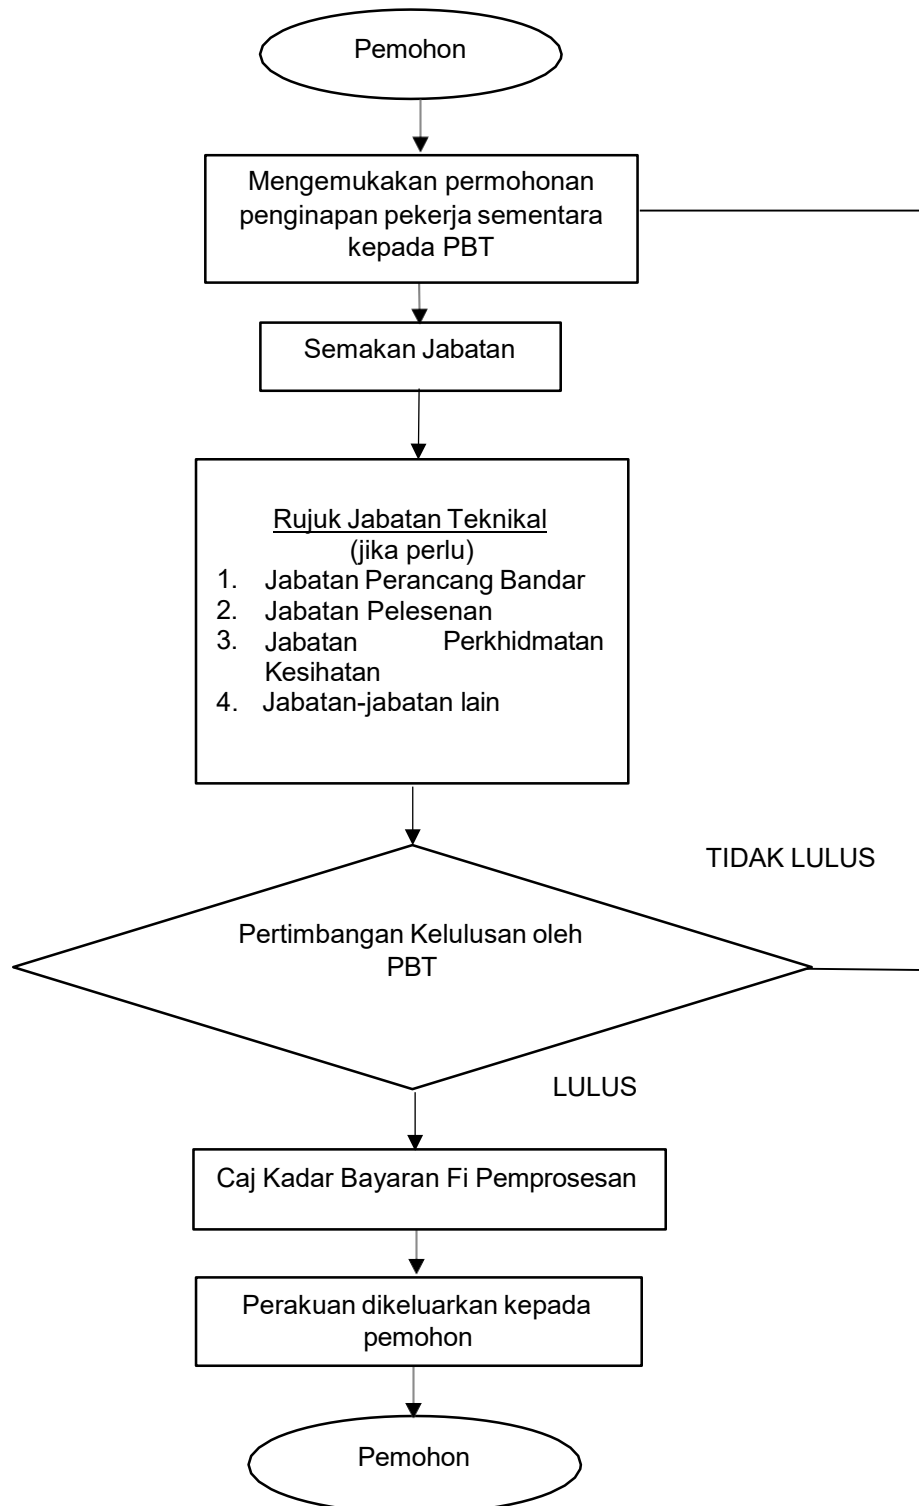 Pemohon
Mengemukakan permohonan
penginapan pekerja sementara
kepada PBT
Semakan Jabatan
Rujuk Jabatan Teknikal
(jika perlu)
1. Jabatan Perancang Bandar
2. Jabatan Pelesenan
3. Jabatan Perkhidmatan
Kesihatan
4. Jabatan-jabatan lain
TIDAK LULUS
Pertimbangan Kelulusan oleh
PBT
LULUS
Caj Kadar Bayaran Fi Pemprosesan
Perakuan dikeluarkan kepada
pemohon
Pemohon